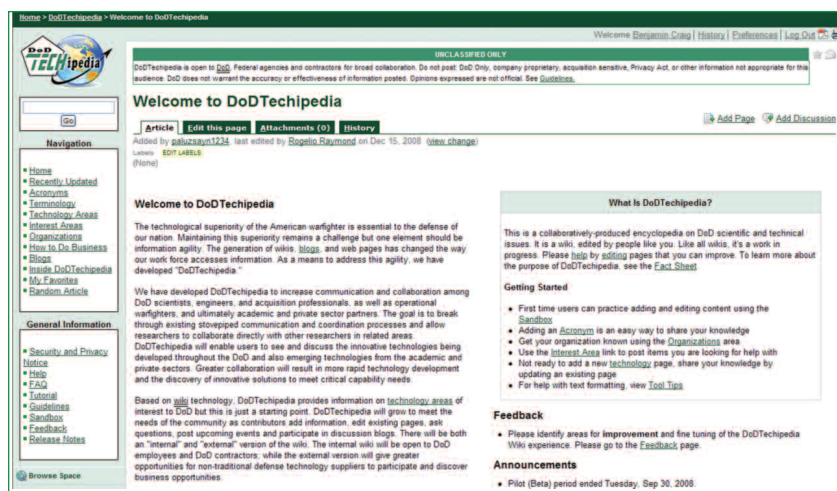 Home > DoDTechipedia > Welcome to DoDTechipedia
Welcome Benjamin Craig | History | Preferences | Log Out
DoD
TECHipedia
UNCLASSIFIED ONLY
DoDTechipedia is open to DoD, Federal agencies and contractors for broad collaboration. Do not post: DoD Only, company proprietary, acquisition sensitive, Privacy Act, or other information not appropriate for this
audience. DoD does not warrant the accuracy or effectiveness of information posted. Opinions expressed are not official. See Guidelines.
Go
Welcome to DoDTechipedia
Article Edit this page Attachments (0) History
Add Page Add Discussion
Added by paluzsayn1234, last edited by Rogelio Raymond on Dec 15, 2008 (view change)
Labels EDIT LABELS
(None)
Navigation
Home
Recently Updated
Acronyms
Terminology
Technology Areas
Interest Areas
Organizations
How to Do Business
Blogs
Inside DoDTechipedia
My Favorites
Random Article
General Information
Security and Privacy
Notice
Help
FAQ
Tutorial
Guidelines
Sandbox
Feedback
Release Notes
Browse Space
Welcome to DoDTechipedia
The technological superiority of the American warfighter is essential to the defense of
our nation. Maintaining this superiority remains a challenge but one element should be
information agility. The generation of wikis, blogs, and web pages has changed the way
our work force accesses information. As a means to address this agility, we have
developed "DoDTechipedia."
We have developed DoDTechipedia to increase communication and collaboration among
DoD scientists, engineers, and acquisition professionals, as well as operational
warfighters, and ultimately academic and private sector partners. The goal is to break
through existing stovepiped communication and coordination processes and allow
researchers to collaborate directly with other researchers in related areas.
DoDTechipedia will enable users to see and discuss the innovative technologies being
developed throughout the DoD and also emerging technologies from the academic and
private sectors. Greater collaboration will result in more rapid technology development
and the discovery of innovative solutions to meet critical capability needs.
Based on wiki technology, DoDTechipedia provides information on technology areas of
interest to DoD but this is just a starting point. DoDTechipedia will grow to meet the
needs of the community as contributors add information, edit existing pages, ask
questions, post upcoming events and participate in discussion blogs. There will be both
an "internal" and "external" version of the wiki. The internal wiki will be open to DoD
employees and DoD contractors; while the external version will give greater
opportunities for non-traditional defense technology suppliers to participate and discover
business opportunities.
What Is DoDTechipedia?
This is a collaboratively-produced encyclopedia on DoD scientific and technical
issues. It is a wiki, edited by people like you. Like all wikis, it's a work in
progress. Please help by editing pages that you can improve. To learn more about
the purpose of DoDTechipedia, see the Fact Sheet
Getting Started
First time users can practice adding and editing content using the
Sandbox
Adding an Acronym is an easy way to share your knowledge
Get your organization known using the Organizations area
Use the Interest Area link to post items you are looking for help with
Not ready to add a new technology page, share your knowledge by
updating an existing page
For help with text formatting, view Tool Tips
Feedback
Please identify areas for improvement and fine tuning of the DoDTechipedia
Wiki experience. Please go to the Feedback page.
Announcements
Pilot (Beta) period ended Tuesday, Sep 30, 2008.